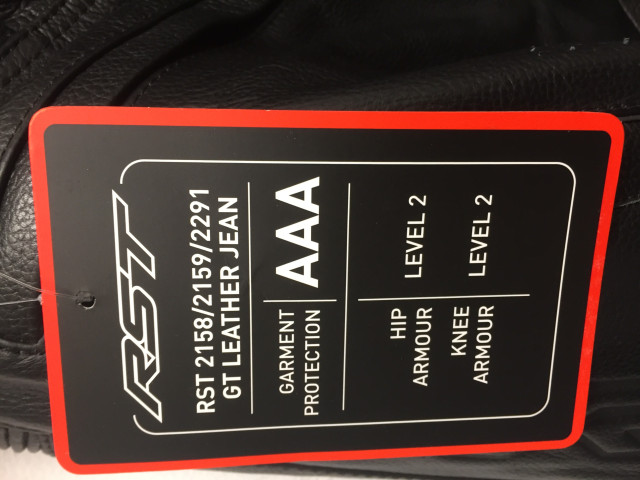 RST
RST 2158/2159/2291
GT LEATHER JEAN
GARMENT
PROTECTION
AAA
HIP
ARMOUR
LEVEL 2
KNEE
ARMOUR
LEVEL 2